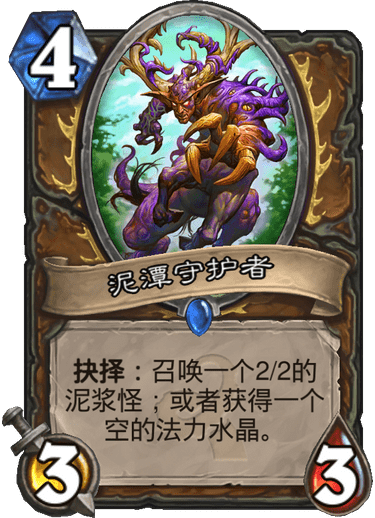 4
泥潭守护者
抉择：召唤一个2/2的
泥浆怪；或者获得一个
空的法力水晶。
3
3